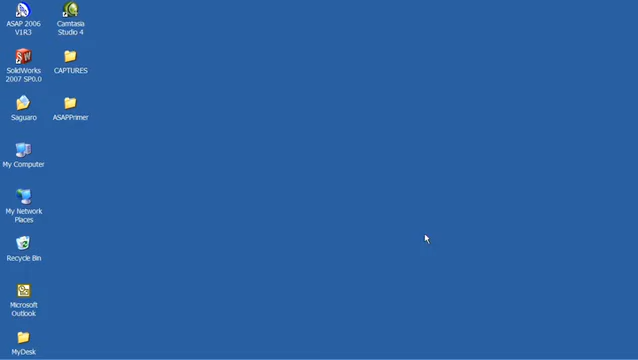 ASAP 2006
V1R3
Camtasia
Studio 4
SolidWorks
2007 SP0.0
CAPTURES
Saguaro
ASAPPrimer
My Computer
My Network
Places
Recycle Bin
Microsoft
Outlook
MyDesk